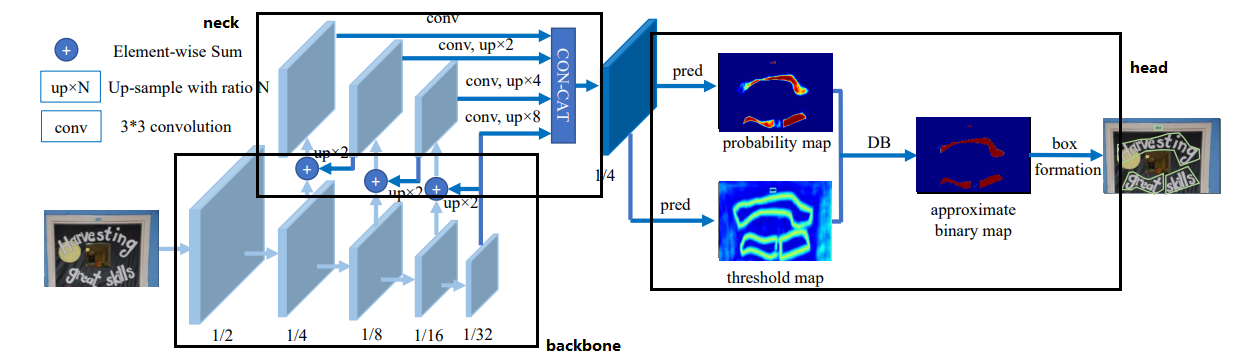 neck
conv
+
Element-wise Sum
conv, up×2
up×N
Up-sample with ratio N
conv, up×4
conv
3*3 convolution
conv, up×8
CON-CAT
pred
head
probability map
up×2
+
up×2
+
up×2
+
1/4
DB
box
formation
Harvesting
great skills
pred
approximate
binary map
Harvesting
great skills
threshold map
1/2
1/4
1/8
1/16
1/32
backbone